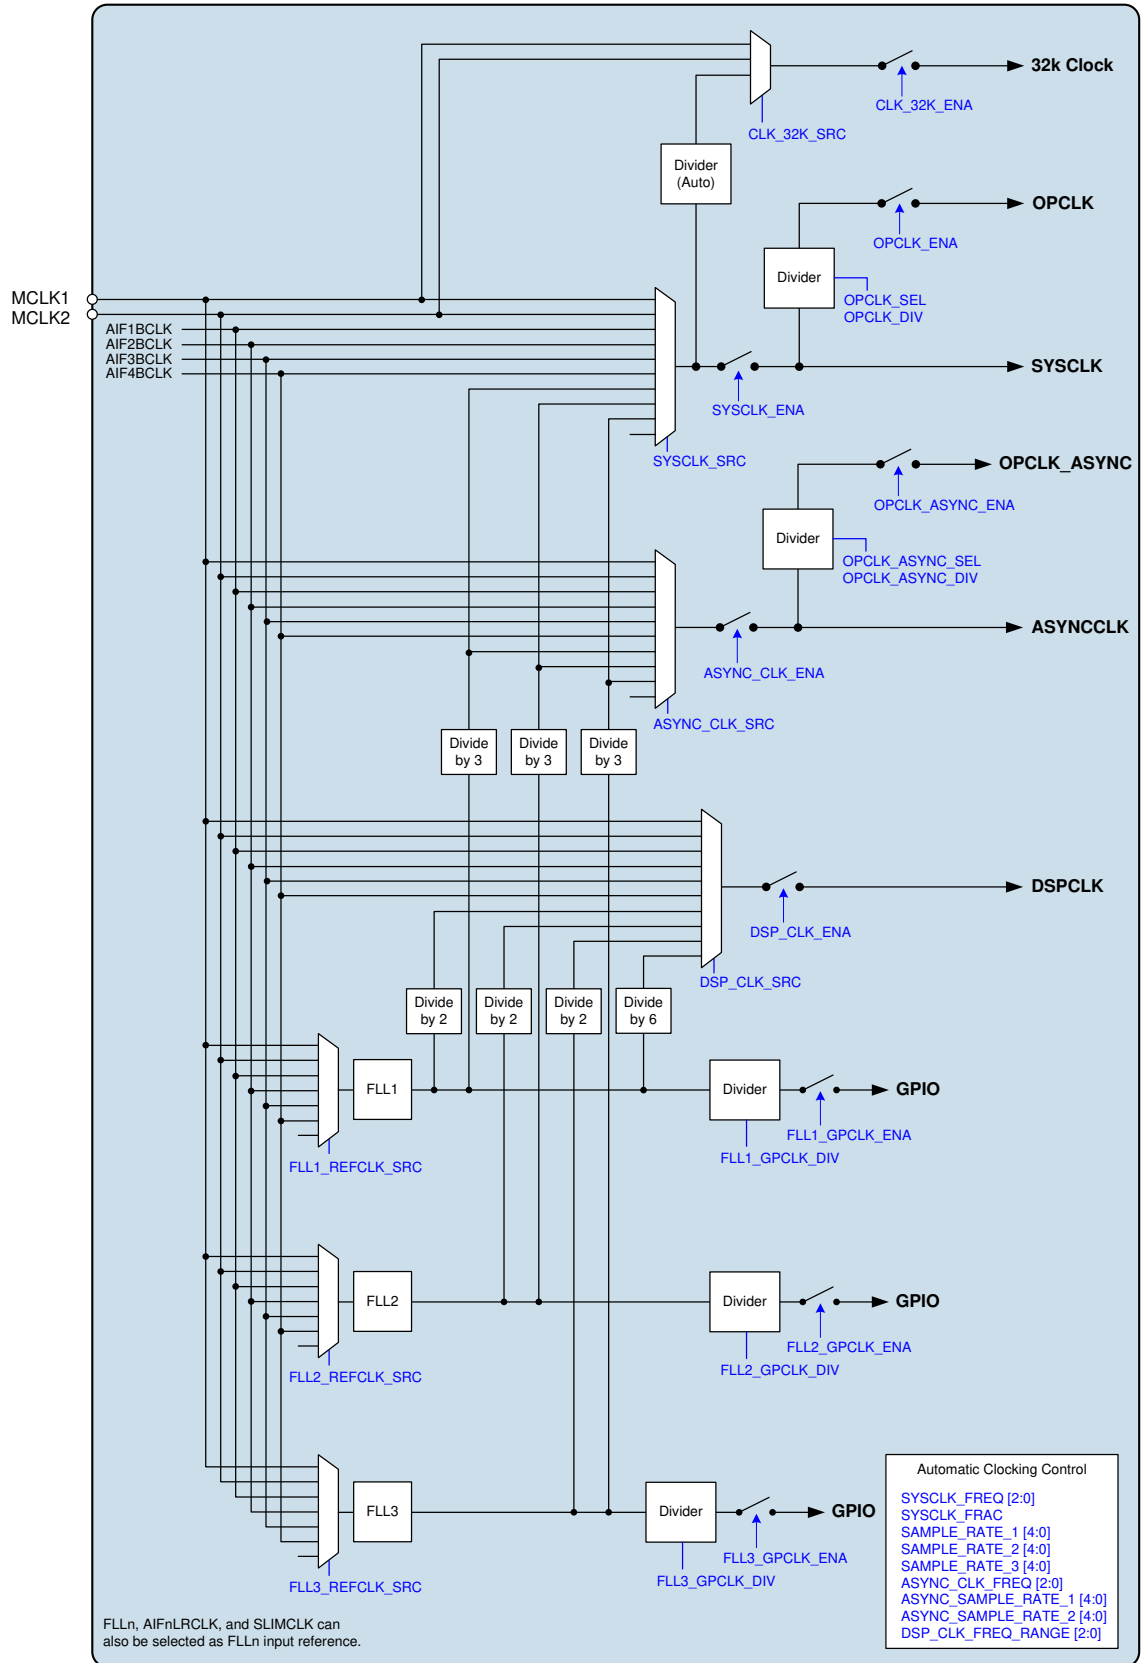 32k Clock
CLK_32K_ENA
CLK_32K_SRC
Divider
(Auto)
OPCLK
OPCLK_ENA
Divider
OPCLK_SEL
OPCLK_DIV
MCLK1
MCLK2
AIF1BCLK
AIF2BCLK
AIF3BCLK
AIF4BCLK
SYSCLK
SYSCLK_ENA
SYSCLK_SRC
OPCLK_ASYNC
OPCLK_ASYNC_ENA
Divider
OPCLK_ASYNC_SEL
OPCLK_ASYNC_DIV
ASYNCCLK
ASYNC_CLK_ENA
ASYNC_CLK_SRC
Divide
by 3
Divide
by 3
Divide
by 3
DSPCLK
DSP_CLK_ENA
DSP_CLK_SRC
Divide
by 2
Divide
by 2
Divide
by 2
Divide
by 6
FLL1
Divider
GPIO
FLL1_GPCLK_ENA
FLL1_GPCLK_DIV
FLL1_REFCLK_SRC
FLL2
Divider
GPIO
FLL2_GPCLK_ENA
FLL2_GPCLK_DIV
FLL2_REFCLK_SRC
FLL3
Divider
GPIO
FLL3_GPCLK_ENA
FLL3_GPCLK_DIV
FLL3_REFCLK_SRC
Automatic Clocking Control
SYSCLK_FREQ [2:0]
SYSCLK_FRAC
SAMPLE_RATE_1 [4:0]
SAMPLE_RATE_2 [4:0]
SAMPLE_RATE_3 [4:0]
ASYNC_CLK_FREQ [2:0]
ASYNC_SAMPLE_RATE_1 [4:0]
ASYNC_SAMPLE_RATE_2 [4:0]
DSP_CLK_FREQ_RANGE [2:0]
FLLn, AIFnLRCLK, and SLIMCLK can
also be selected as FLLn input reference.